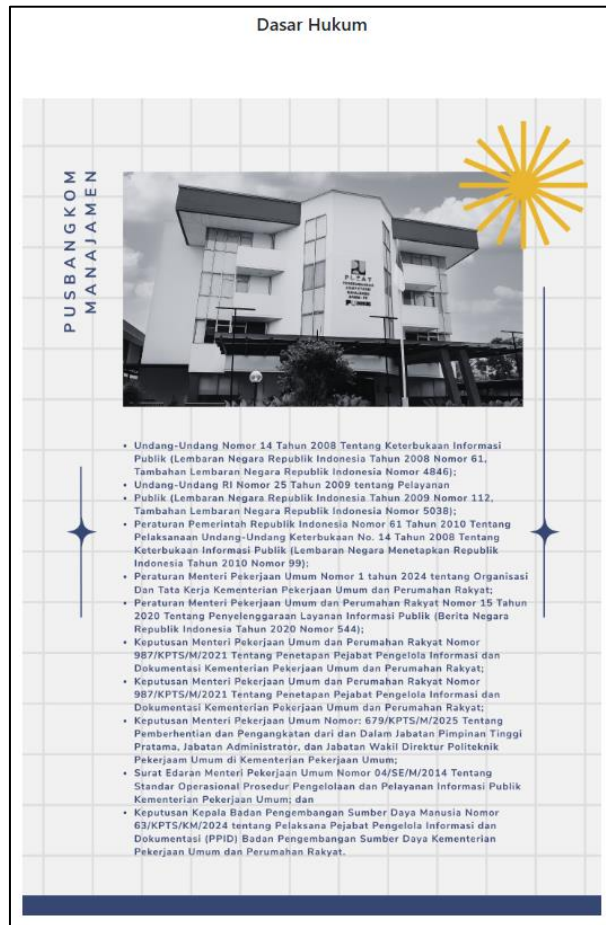 Dasar Hukum
PUSBANGKOM
MANAJAMEN
• Undang-Undang Nomor 14 Tahun 2008 Tentang Keterbukaan Informasi
Publik (Lembaran Negara Republik Indonesia Tahun 2008 Nomor 61,
Tambahan Lembaran Negara Republik Indonesia Nomor 4846);
• Undang-Undang RI Nomor 25 Tahun 2009 tentang Pelayanan
• Publik (Lembaran Negara Republik Indonesia Tahun 2009 Nomor 112,
Tambahan Lembaran Negara Republik Indonesia Nomor 5038);
• Peraturan Pemerintah Republik Indonesia Nomor 61 Tahun 2010 Tentang
Pelaksanaan Undang-Undang Keterbukaan No. 14 Tahun 2008 Tentang
Keterbukaan Informasi Publik (Lembaran Negara Menetapkan Republik
Indonesia Tahun 2010 Nomor 99);
• Peraturan Menteri Pekerjaan Umum Nomor 1 tahun 2024 tentang Organisasi
Dan Tata Kerja Kementerian Pekerjaan Umum dan Perumahan Rakyat;
• Peraturan Menteri Pekerjaan Umum dan Perumahan Rakyat Nomor 15 Tahun
2020 Tentang Penyelenggaraan Layanan Informasi Publik (Berita Negara
Republik Indonesia Tahun 2020 Nomor 544);
• Keputusan Menteri Pekerjaan Umum dan Perumahan Rakyat Nomor
987/KPTS/M/2021 Tentang Penetapan Pejabat Pengelola Informasi dan
Dokumentasi Kementerian Pekerjaan Umum dan Perumahan Rakyat;
• Keputusan Menteri Pekerjaan Umum dan Perumahan Rakyat Nomor
987/KPTS/M/2021 Tentang Penetapan Pejabat Pengelola Informasi dan
Dokumentasi Kementerian Pekerjaan Umum dan Perumahan Rakyat;
• Keputusan Menteri Pekerjaan Umum Nomor: 679/KPTS/M/2025 Tentang
Pemberhentian dan Pengangkatan dari dan Dalam Jabatan Pimpinan Tinggi
Pratama, Jabatan Administrator, dan Jabatan Wakil Direktur Politeknik
Pekerjaam Umum di Kementerian Pekerjaan Umum;
• Surat Edaran Menteri Pekerjaan Umum Nomor 04/SE/M/2014 Tentang
Standar Operasional Prosedur Pengelolaan dan Pelayanan Informasi Publik
Kementerian Pekerjaan Umum; dan
• Keputusan Kepala Badan Pengembangan Sumber Daya Manusia Nomor
63/KPTS/KM/2024 tentang Pelaksana Pejabat Pengelola Informasi dan
Dokumentasi (PPID) Badan Pengembangan Sumber Daya Kementerian
Pekerjaan Umum dan Perumahan Rakyat.